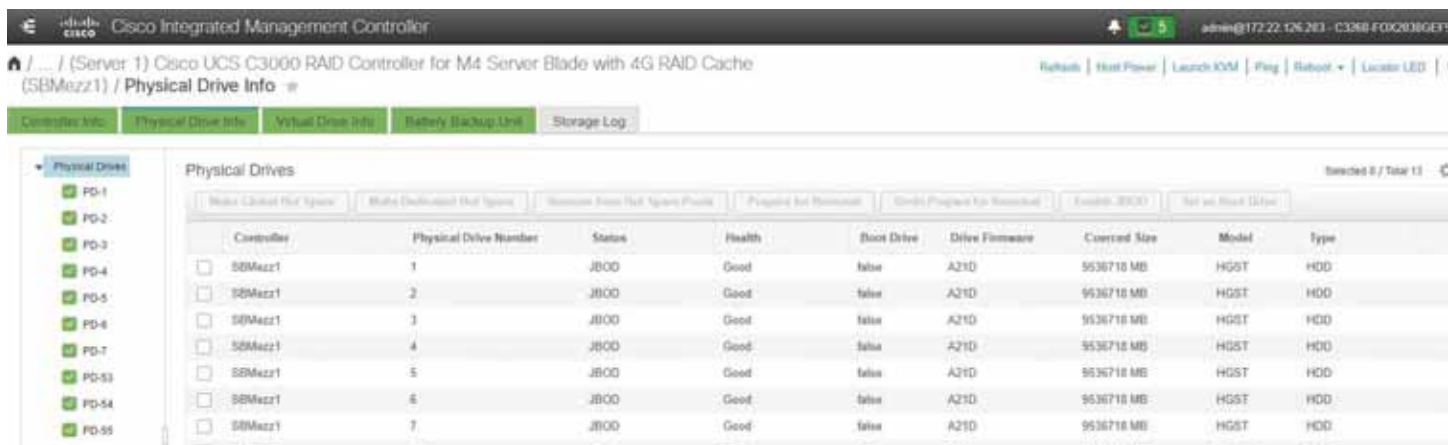 CISCO Cisco Integrated Management Controller 5 admin@172.22.126.203 - C3260-FOX2038GEF
/ ... / (Server 1) Cisco UCS C3000 RAID Controller for M4 Server Blade with 4G RAID Cache
(SBMezz1) / Physical Drive Info
Refresh | Host Power | Launch KVM | Ping | Reboot | Locator LED |
Controller Info Physical Drive Info Virtual Drive Info Battery Backup Unit Storage Log
Physical Drives
PD-1
PD-2
PD-3
PD-4
PD-5
PD-6
PD-7
PD-53
PD-54
PD-55
Physical Drives Selected 0 / Total 13
Make Global Hot Spare Make Dedicated Hot Spare Remove from Hot Spare Pools Prepare for Removal Undo Prepare for Removal Enable JBOD Set as Boot Drive
Controller Physical Drive Number Status Health Boot Drive Drive Firmware Coerced Size Model Type
SBMezz1 1 JBOD Good false A21D 9536718 MB HGST HDD
SBMezz1 2 JBOD Good false A21D 9536718 MB HGST HDD
SBMezz1 3 JBOD Good false A21D 9536718 MB HGST HDD
SBMezz1 4 JBOD Good false A21D 9536718 MB HGST HDD
SBMezz1 5 JBOD Good false A21D 9536718 MB HGST HDD
SBMezz1 6 JBOD Good false A21D 9536718 MB HGST HDD
SBMezz1 7 JBOD Good false A21D 9536718 MB HGST HDD